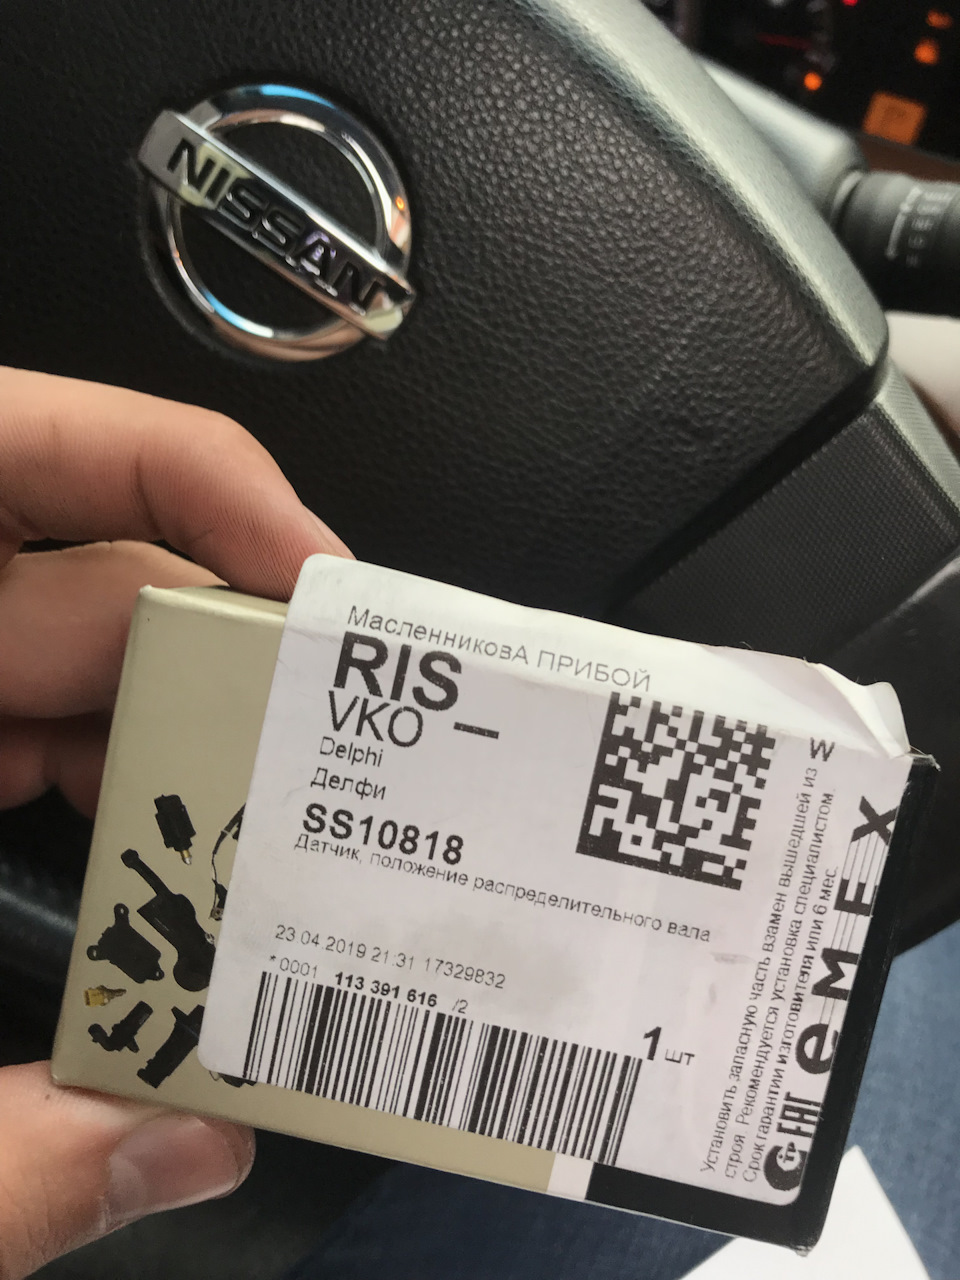 NISSAN
МасленниковА ПРИБОЙ
RIS
VKO _
Delphi
Делфи
SS10818
Датчик, положение распределительного вала
23.04.2019 21:31 17329832
*0001 113 391 616 /2
1 шт
W
Установить запасную часть взамен вышедшей из
строя. Рекомендуется установка специалистом.
Срок гарантии изготовителя или 6 мес.
eMEX
EAC